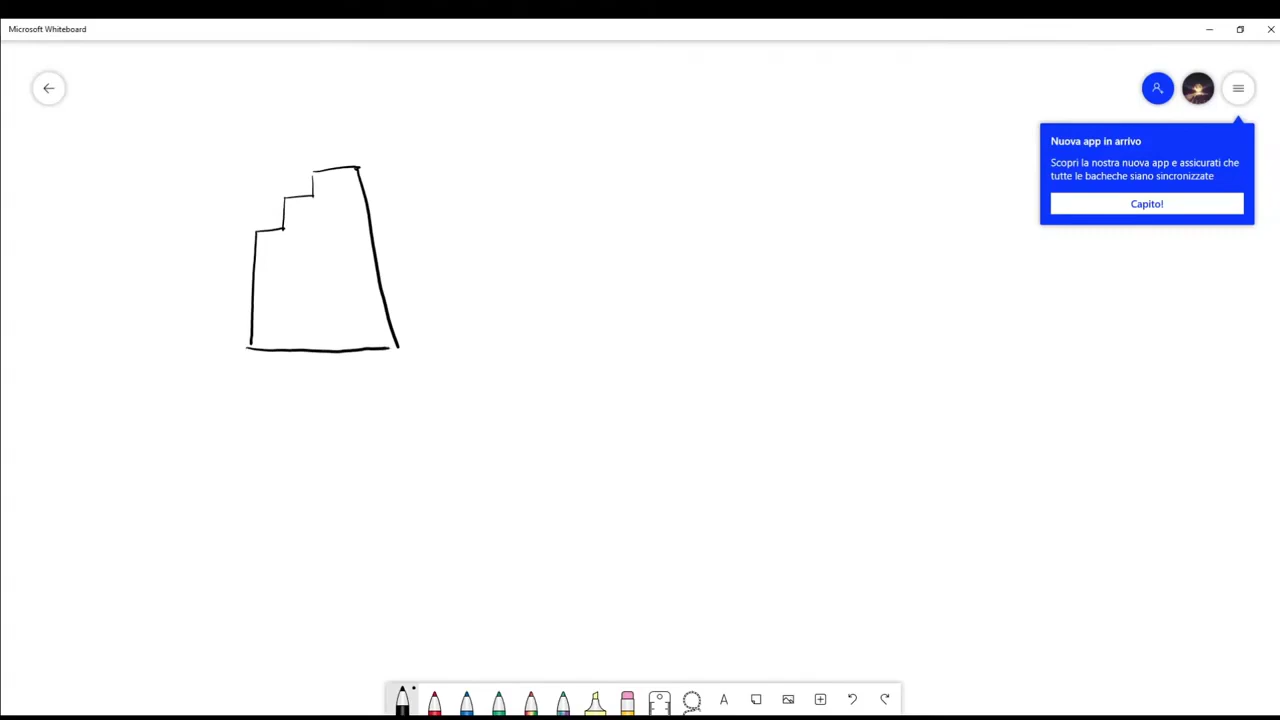 Microsoft Whiteboard
Nuova app in arrivo
Scopri la nostra nuova app e assicurati che
tutte le bacheche siano sincronizzate
Capito!
A